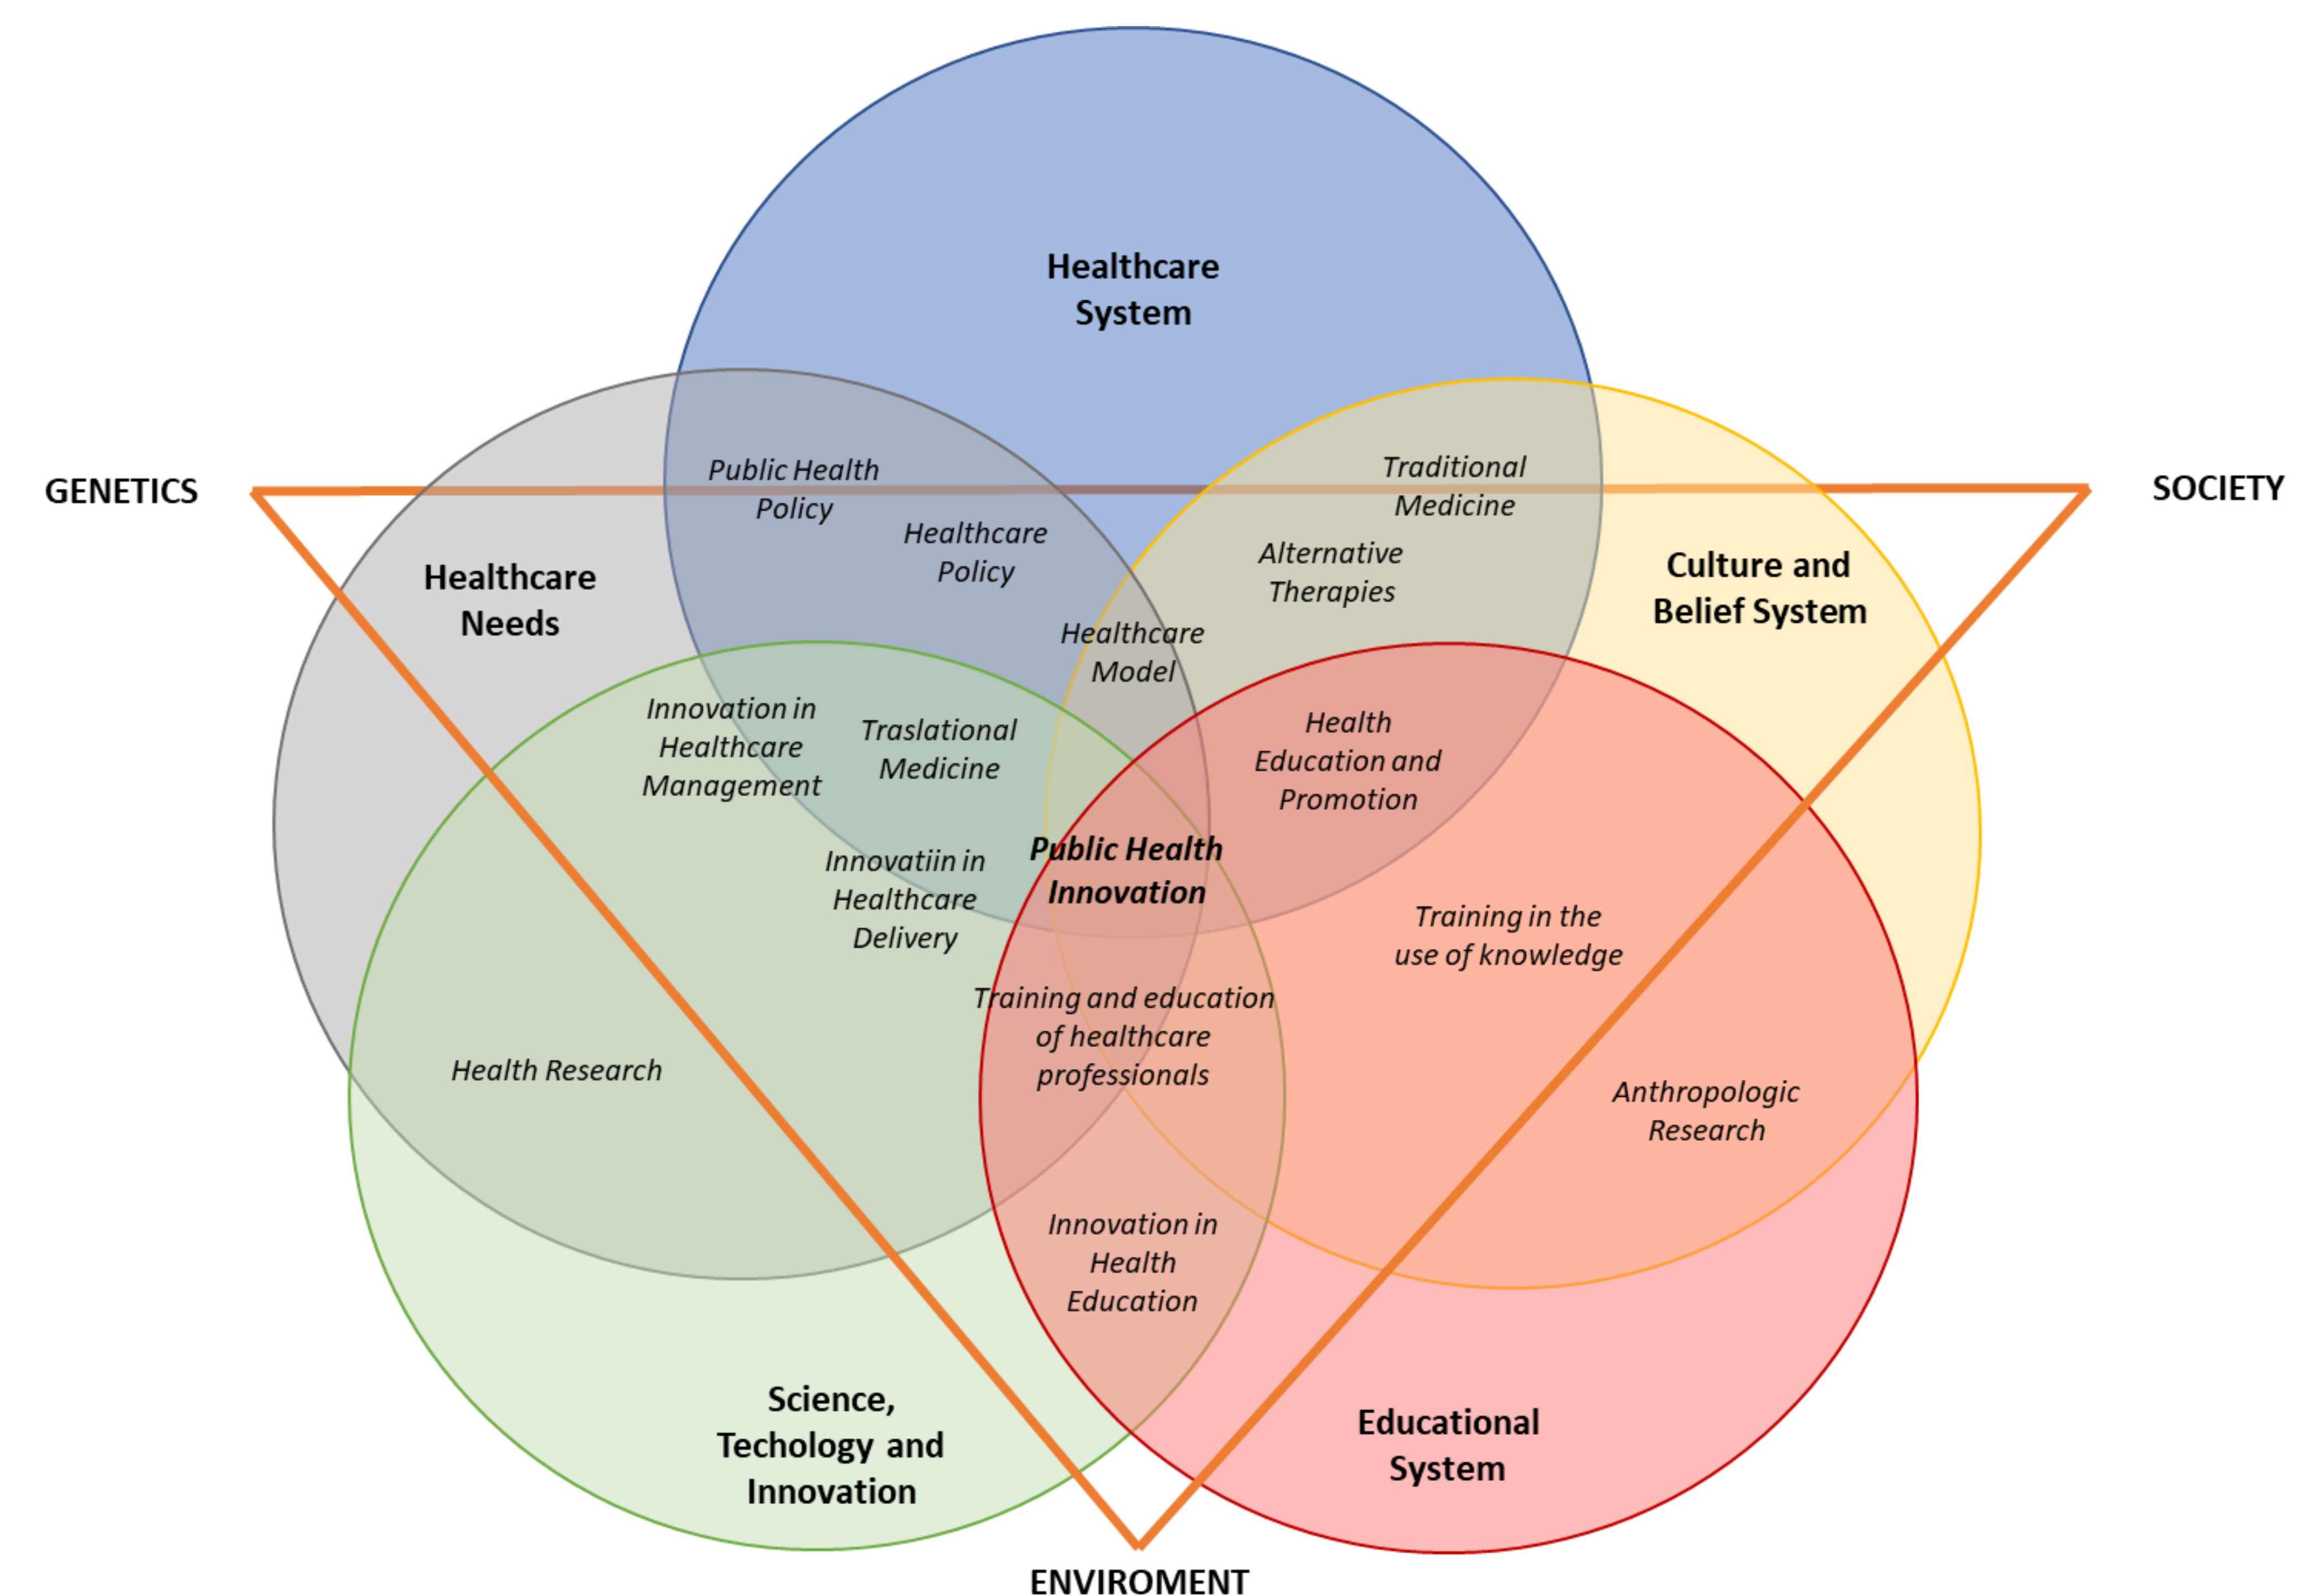 Healthcare
System
GENETICS
SOCIETY
Public Health
Policy
Healthcare
Policy
Traditional
Medicine
Alternative
Therapies
Healthcare
Needs
Culture and
Belief System
Healthcare
Model
Innovation in
Healthcare
Management
Traslational
Medicine
Health
Education and
Promotion
Innovatiin in
Healthcare
Delivery
Public Health
Innovation
Training in the
use of knowledge
Training and education
of healthcare
professionals
Health Research
Anthropologic
Research
Innovation in
Health
Education
Science,
Techology and
Innovation
Educational
System
ENVIROMENT